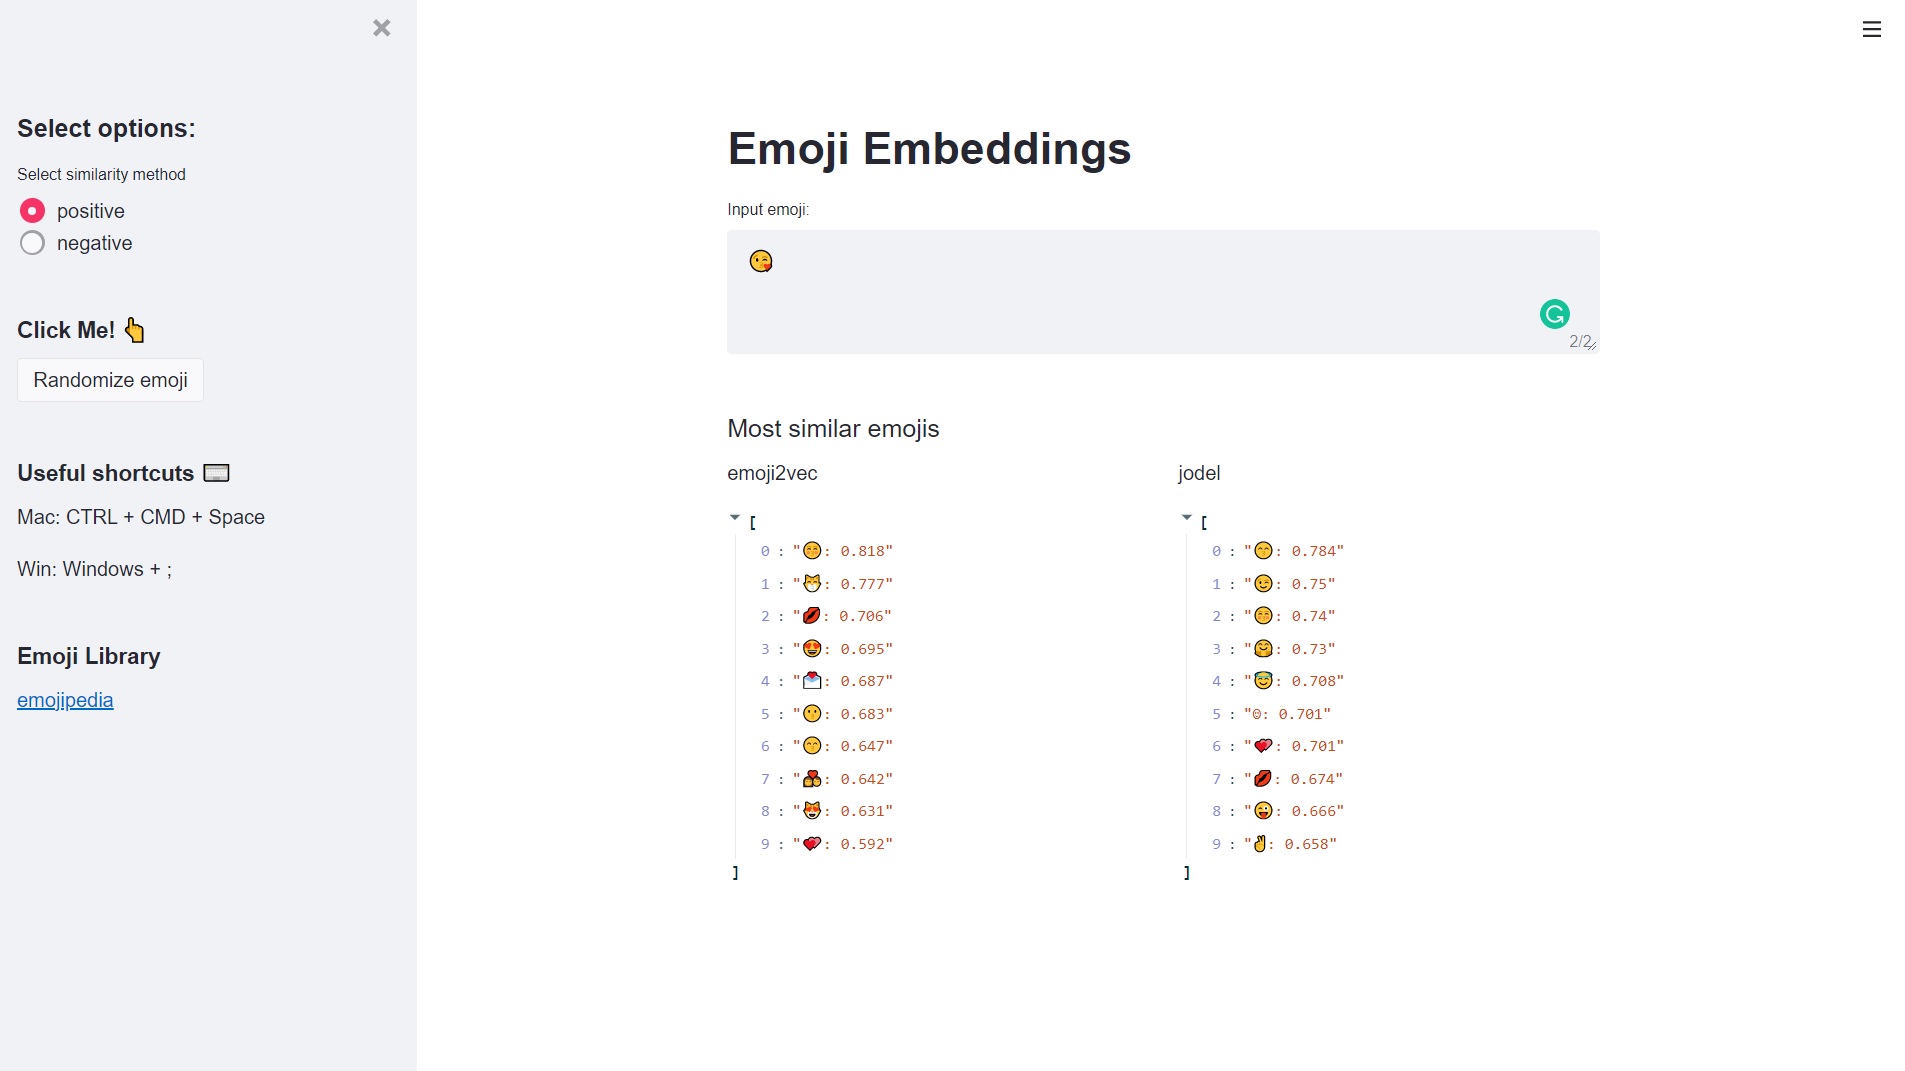 Select options:
Select similarity method
positive
negative
Click Me! 👆
Randomize emoji
Useful shortcuts ⌨️
Mac: CTRL + CMD + Space
Win: Windows + ;
Emoji Library
emojipedia
Emoji Embeddings
Input emoji:
😘
2/2
Most similar emojis
emoji2vec
[
0 : "😚: 0.818"
1 : "😽: 0.777"
2 : "💋: 0.706"
3 : "😍: 0.695"
4 : "💌: 0.687"
5 : "😗: 0.683"
6 : "😙: 0.647"
7 : "💏: 0.642"
8 : "😻: 0.631"
9 : "💕: 0.592"
]
jodel
[
0 : "😙: 0.784"
1 : "😉: 0.75"
2 : "😚: 0.74"
3 : "🤗: 0.73"
4 : "😇: 0.708"
5 : "☺: 0.701"
6 : "💕: 0.701"
7 : "💋: 0.674"
8 : "😜: 0.666"
9 : "✌: 0.658"
]